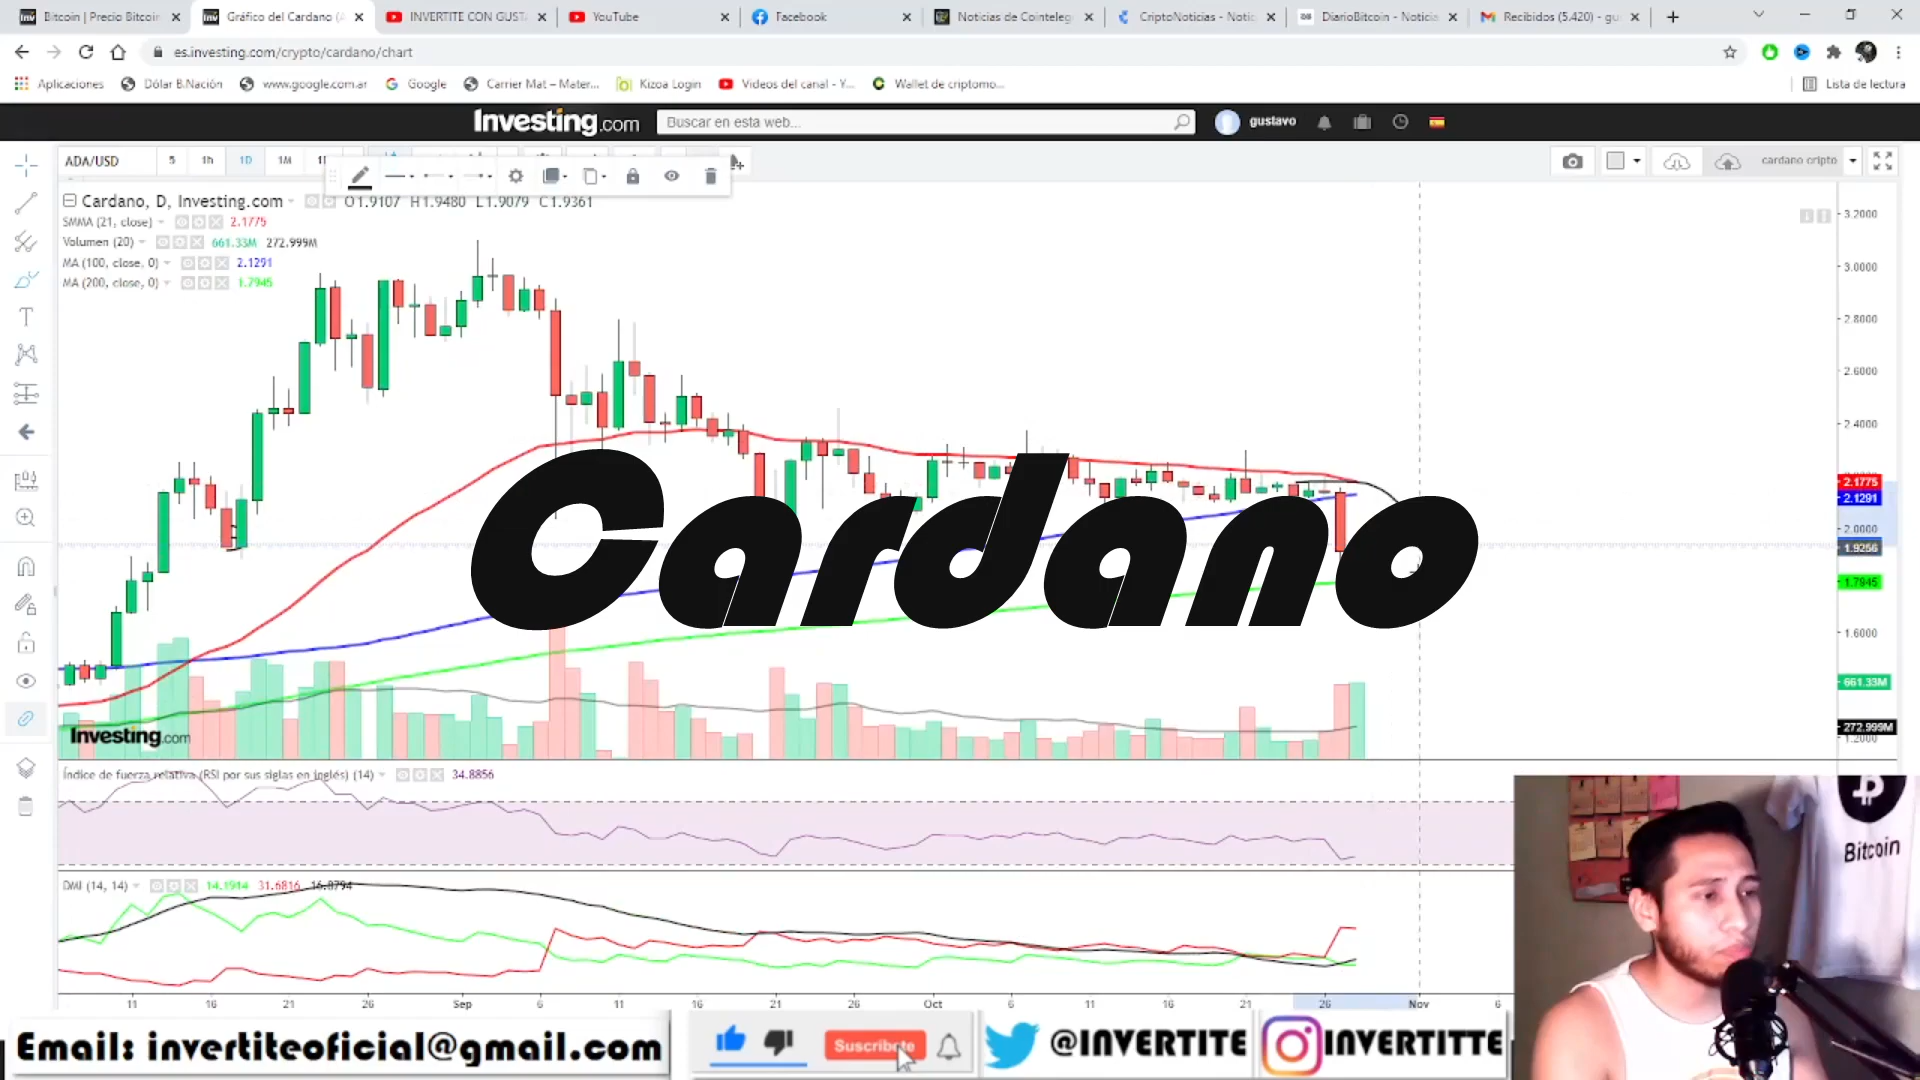 Bitcoin | Precio Bitcoin
Gráfico del Cardano (A
INVERTITE CON GUST
YouTube
Facebook
Noticias de Cointeleg
CriptoNoticias - Notic
DiarioBitcoin - Noticia
Recibidos (5.420) - gu
es.investing.com/crypto/cardano/chart
Aplicaciones
Dólar B.Nación
www.google.com.ar
Google
Carrier Mat – Mater...
Kizoa Login
Videos del canal - Y...
Wallet de criptomo...
Lista de lectura
Investing.com
Buscar en esta web...
gustavo
ADA/USD
5
1h
1D
1M
cardano cripto
Cardano, D, Investing.com
O1.9107 H1.9480 L1.9079 C1.9361
SMMA (21, close) 2.1775
Volumen (20) 661.33M 272.999M
MA (100, close, 0) 2.1291
MA (200, close, 0) 1.7945
3.2000
3.0000
2.8000
2.6000
2.4000
2.1775
2.1291
2.0000
1.9256
1.7945
1.6000
661.33M
272.999M
1.2000
Cardano
Investing.com
Índice de fuerza relativa (RSI por sus siglas en inglés) (14) 34.8856
DMI (14, 14) 14.1914 31.6816 16.0794
11 16 21 26 Sep 6 11 16 21 26 Oct 6 11 16 21 26 Nov 6
Bitcoin
Email: invertiteoficial@gmail.com
Suscribete
@INVERTITE
INVERTITTE